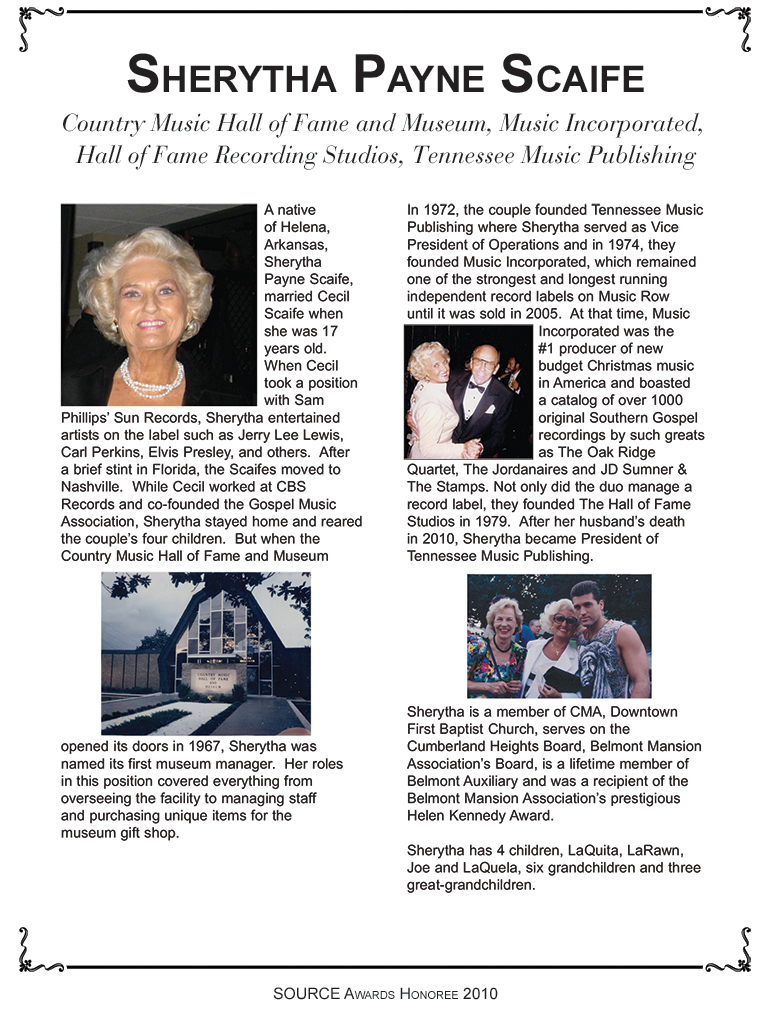 Sherytha Payne Scaife
Country Music Hall of Fame and Museum, Music Incorporated,
Hall of Fame Recording Studios, Tennessee Music Publishing
A native
of Helena,
Arkansas,
Sherytha
Payne Scaife,
married Cecil
Scaife when
she was 17
years old.
When Cecil
took a position
with Sam
Phillips’ Sun Records, Sherytha entertained
artists on the label such as Jerry Lee Lewis,
Carl Perkins, Elvis Presley, and others.  After
a brief stint in Florida, the Scaifes moved to
Nashville.  While Cecil worked at CBS
Records and co-founded the Gospel Music
Association, Sherytha stayed home and reared
the couple’s four children.  But when the
Country Music Hall of Fame and Museum
COUNTRY MUSIC
HALL OF FAME
AND
MUSEUM
opened its doors in 1967, Sherytha was
named its first museum manager.  Her roles
in this position covered everything from
overseeing the facility to managing staff
and purchasing unique items for the
museum gift shop.
In 1972, the couple founded Tennessee Music
Publishing where Sherytha served as Vice
President of Operations and in 1974, they
founded Music Incorporated, which remained
one of the strongest and longest running
independent record labels on Music Row
until it was sold in 2005.  At that time, Music
Incorporated was the
#1 producer of new
budget Christmas music
in America and boasted
a catalog of over 1000
original Southern Gospel
recordings by such greats
as The Oak Ridge
Quartet, The Jordanaires and JD Sumner &
The Stamps. Not only did the duo manage a
record label, they founded The Hall of Fame
Studios in 1979.  After her husband’s death
in 2010, Sherytha became President of
Tennessee Music Publishing.
Sherytha is a member of CMA, Downtown
First Baptist Church, serves on the
Cumberland Heights Board, Belmont Mansion
Association’s Board, is a lifetime member of
Belmont Auxiliary and was a recipient of the
Belmont Mansion Association’s prestigious
Helen Kennedy Award.
Sherytha has 4 children, LaQuita, LaRawn,
Joe and LaQuela, six grandchildren and three
great-grandchildren.
SOURCE Awards Honoree 2010